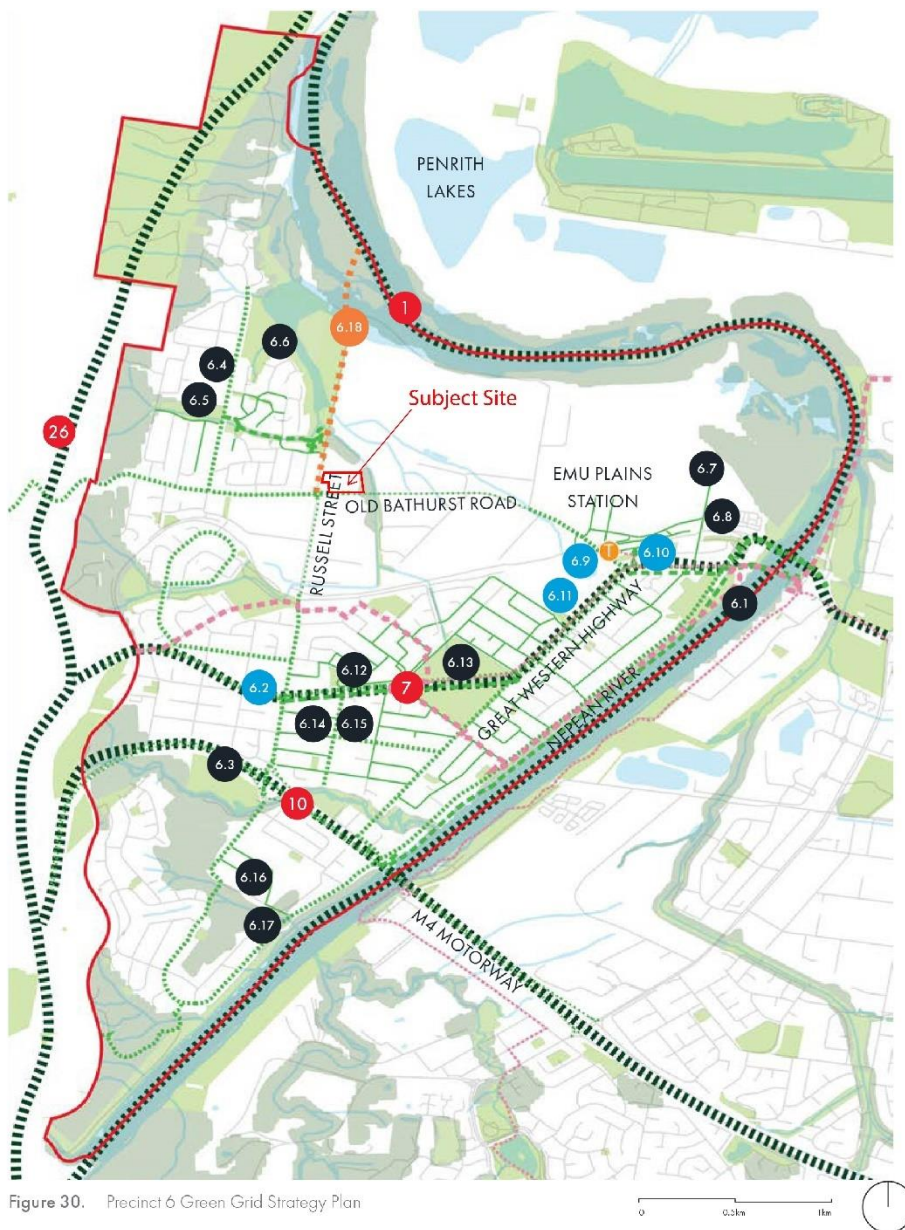 PENRITH
LAKES
1
6.18
6.6
6.4
6.5
26
Subject Site
EMU PLAINS
STATION
6.7
6.8
OLD BATHURST ROAD
RUSSELL STREET
6.9
T
6.10
6.11
6.1
6.12
6.13
6.2
7
GREAT WESTERN HIGHWAY
NEPEAN RIVER
6.14
6.15
6.3
10
6.16
6.17
M4 MOTORWAY
Figure 30. Precinct 6 Green Grid Strategy Plan
0 0.5km 1km